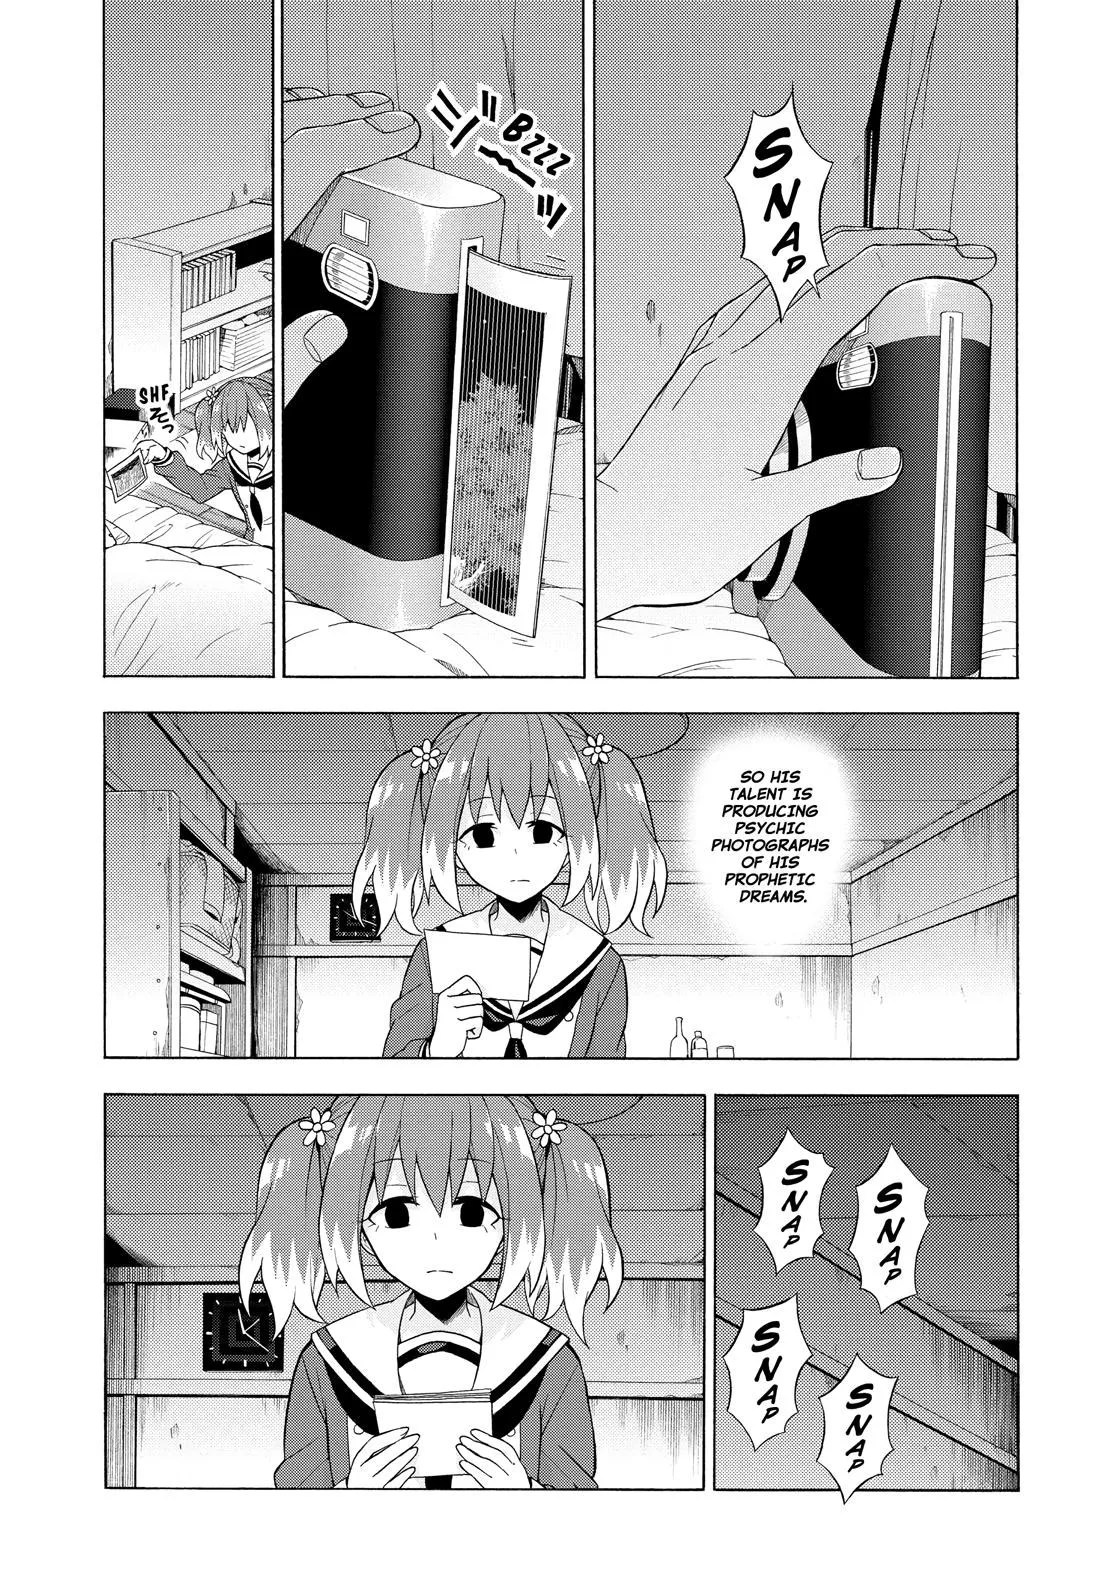 SNAP
BZZZ
ジジーッ
SHF
そっ
SO HIS
TALENT IS
PRODUCING
PSYCHIC
PHOTOGRAPHS
OF HIS
PROPHETIC
DREAMS.
SNAP
SNAP
SNAP
SNAP